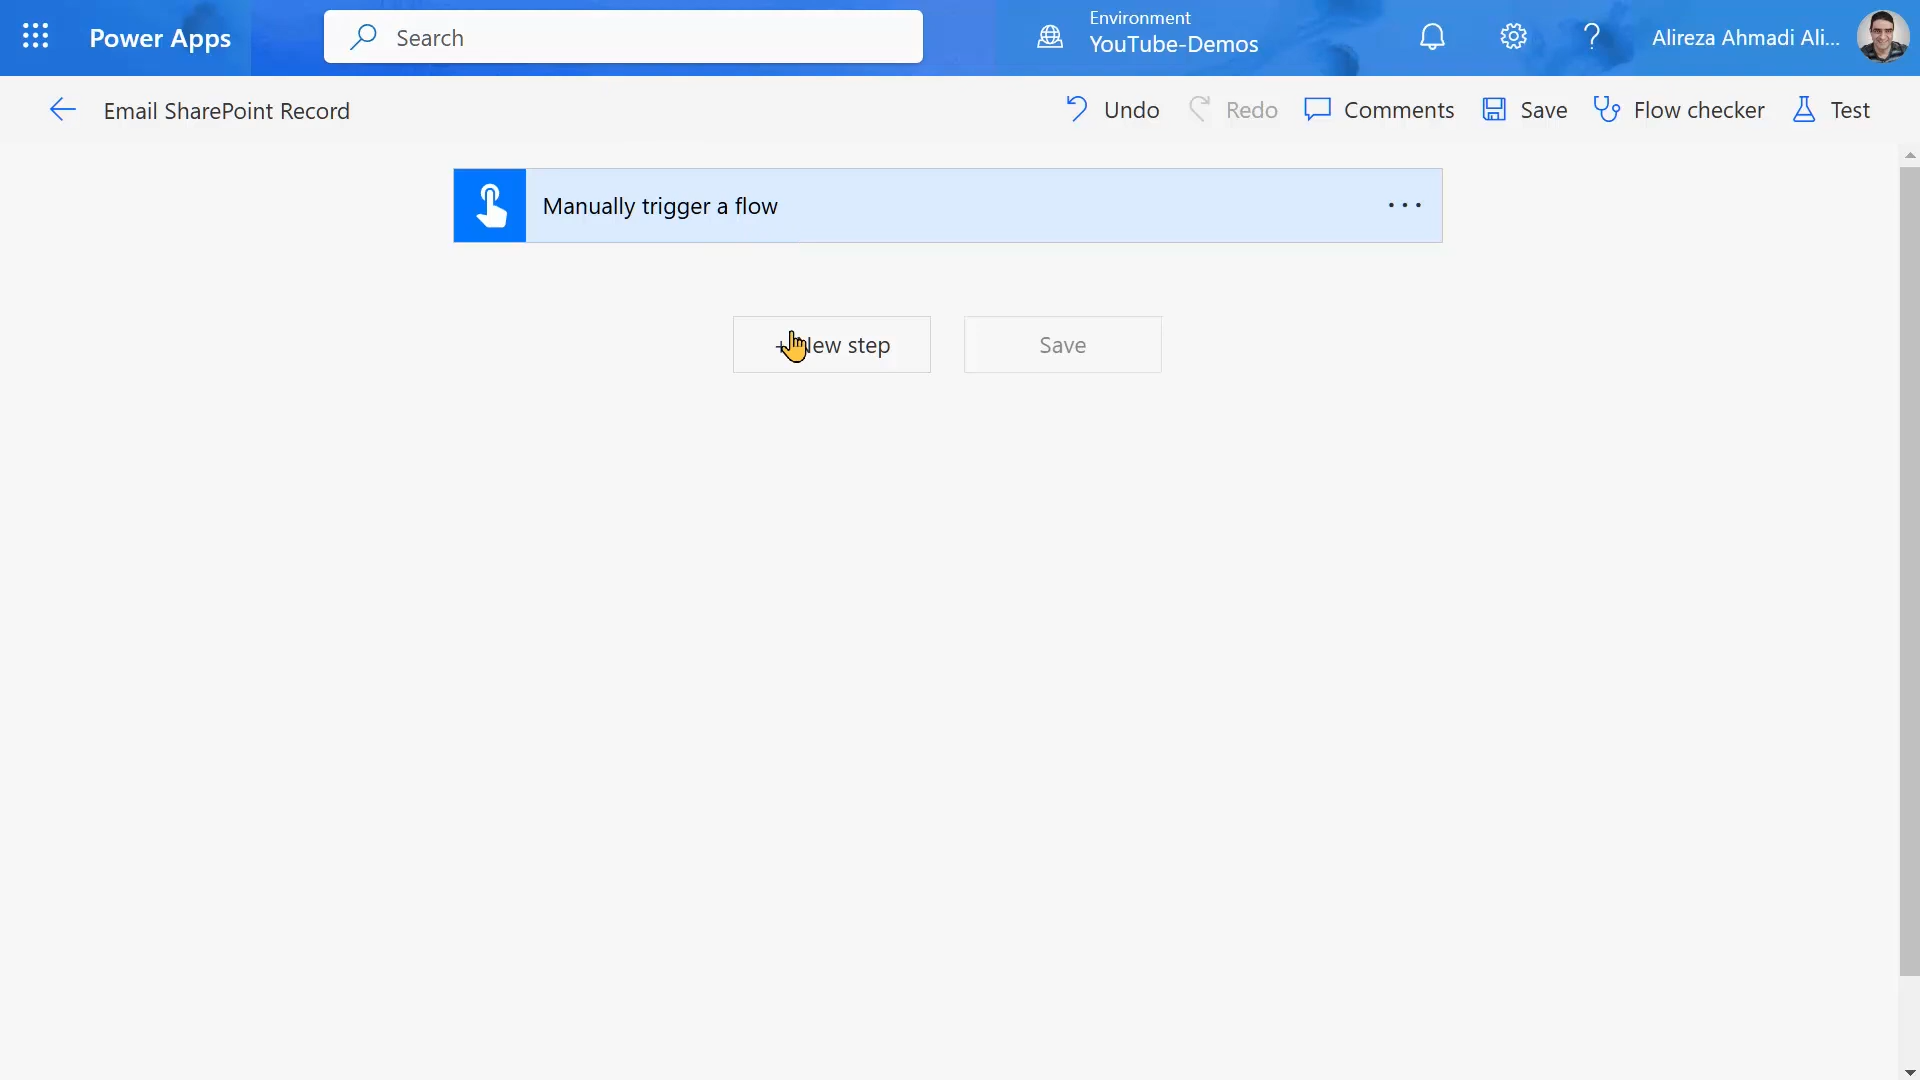 Power Apps
Search
Environment
YouTube-Demos
?
Alireza Ahmadi Ali...
Email SharePoint Record
Undo
Redo
Comments
Save
Flow checker
Test
Manually trigger a flow
...
step
Save